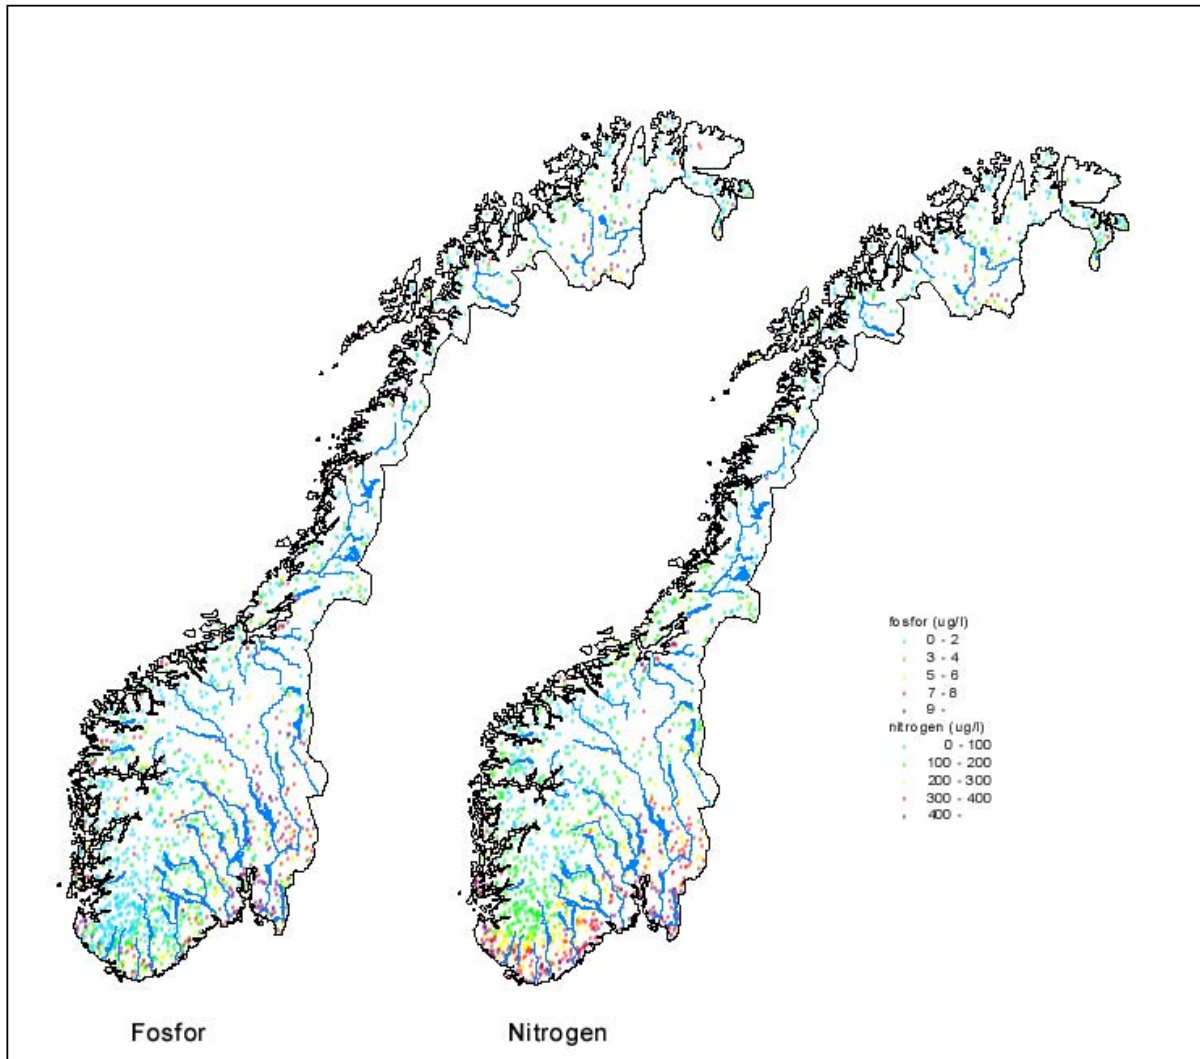 fosfor (ug/l)
0 - 2
3 - 4
5 - 6
7 - 8
9 -
nitrogen (ug/l)
0 - 100
100 - 200
200 - 300
300 - 400
400 -
Fosfor
Nitrogen